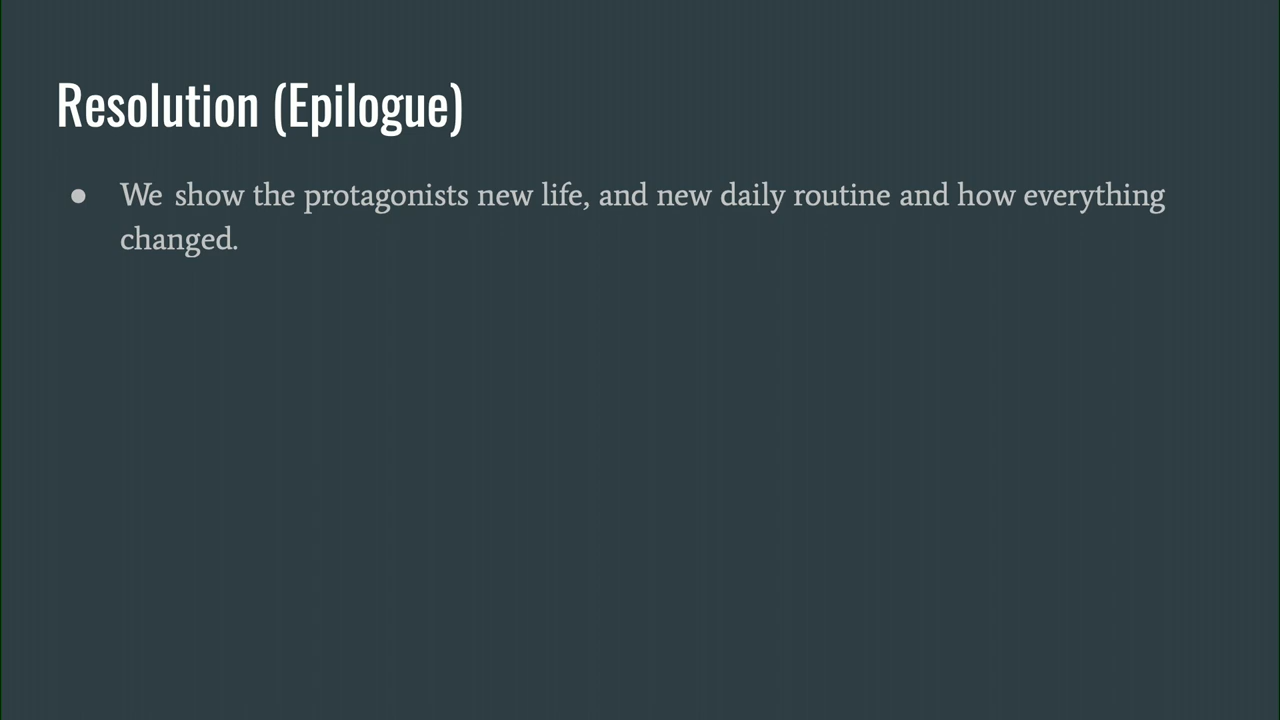 Resolution (Epilogue)
● We show the protagonists new life, and new daily routine and how everything
changed.